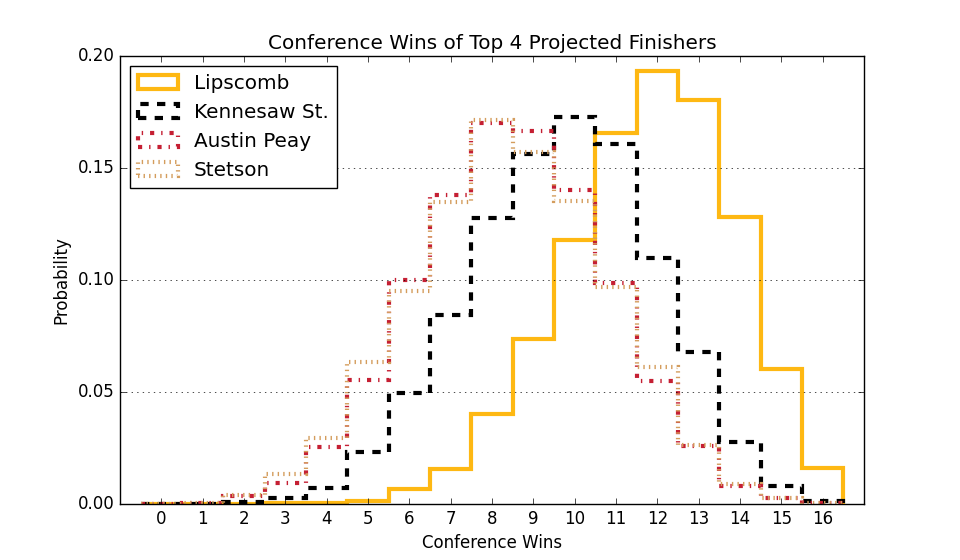 Conference Wins of Top 4 Projected Finishers
0.20
0.15
0.10
0.05
0.00
Probability
Lipscomb
Kennesaw St.
Austin Peay
Stetson
0 1 2 3 4 5 6 7 8 9 10 11 12 13 14 15 16
Conference Wins